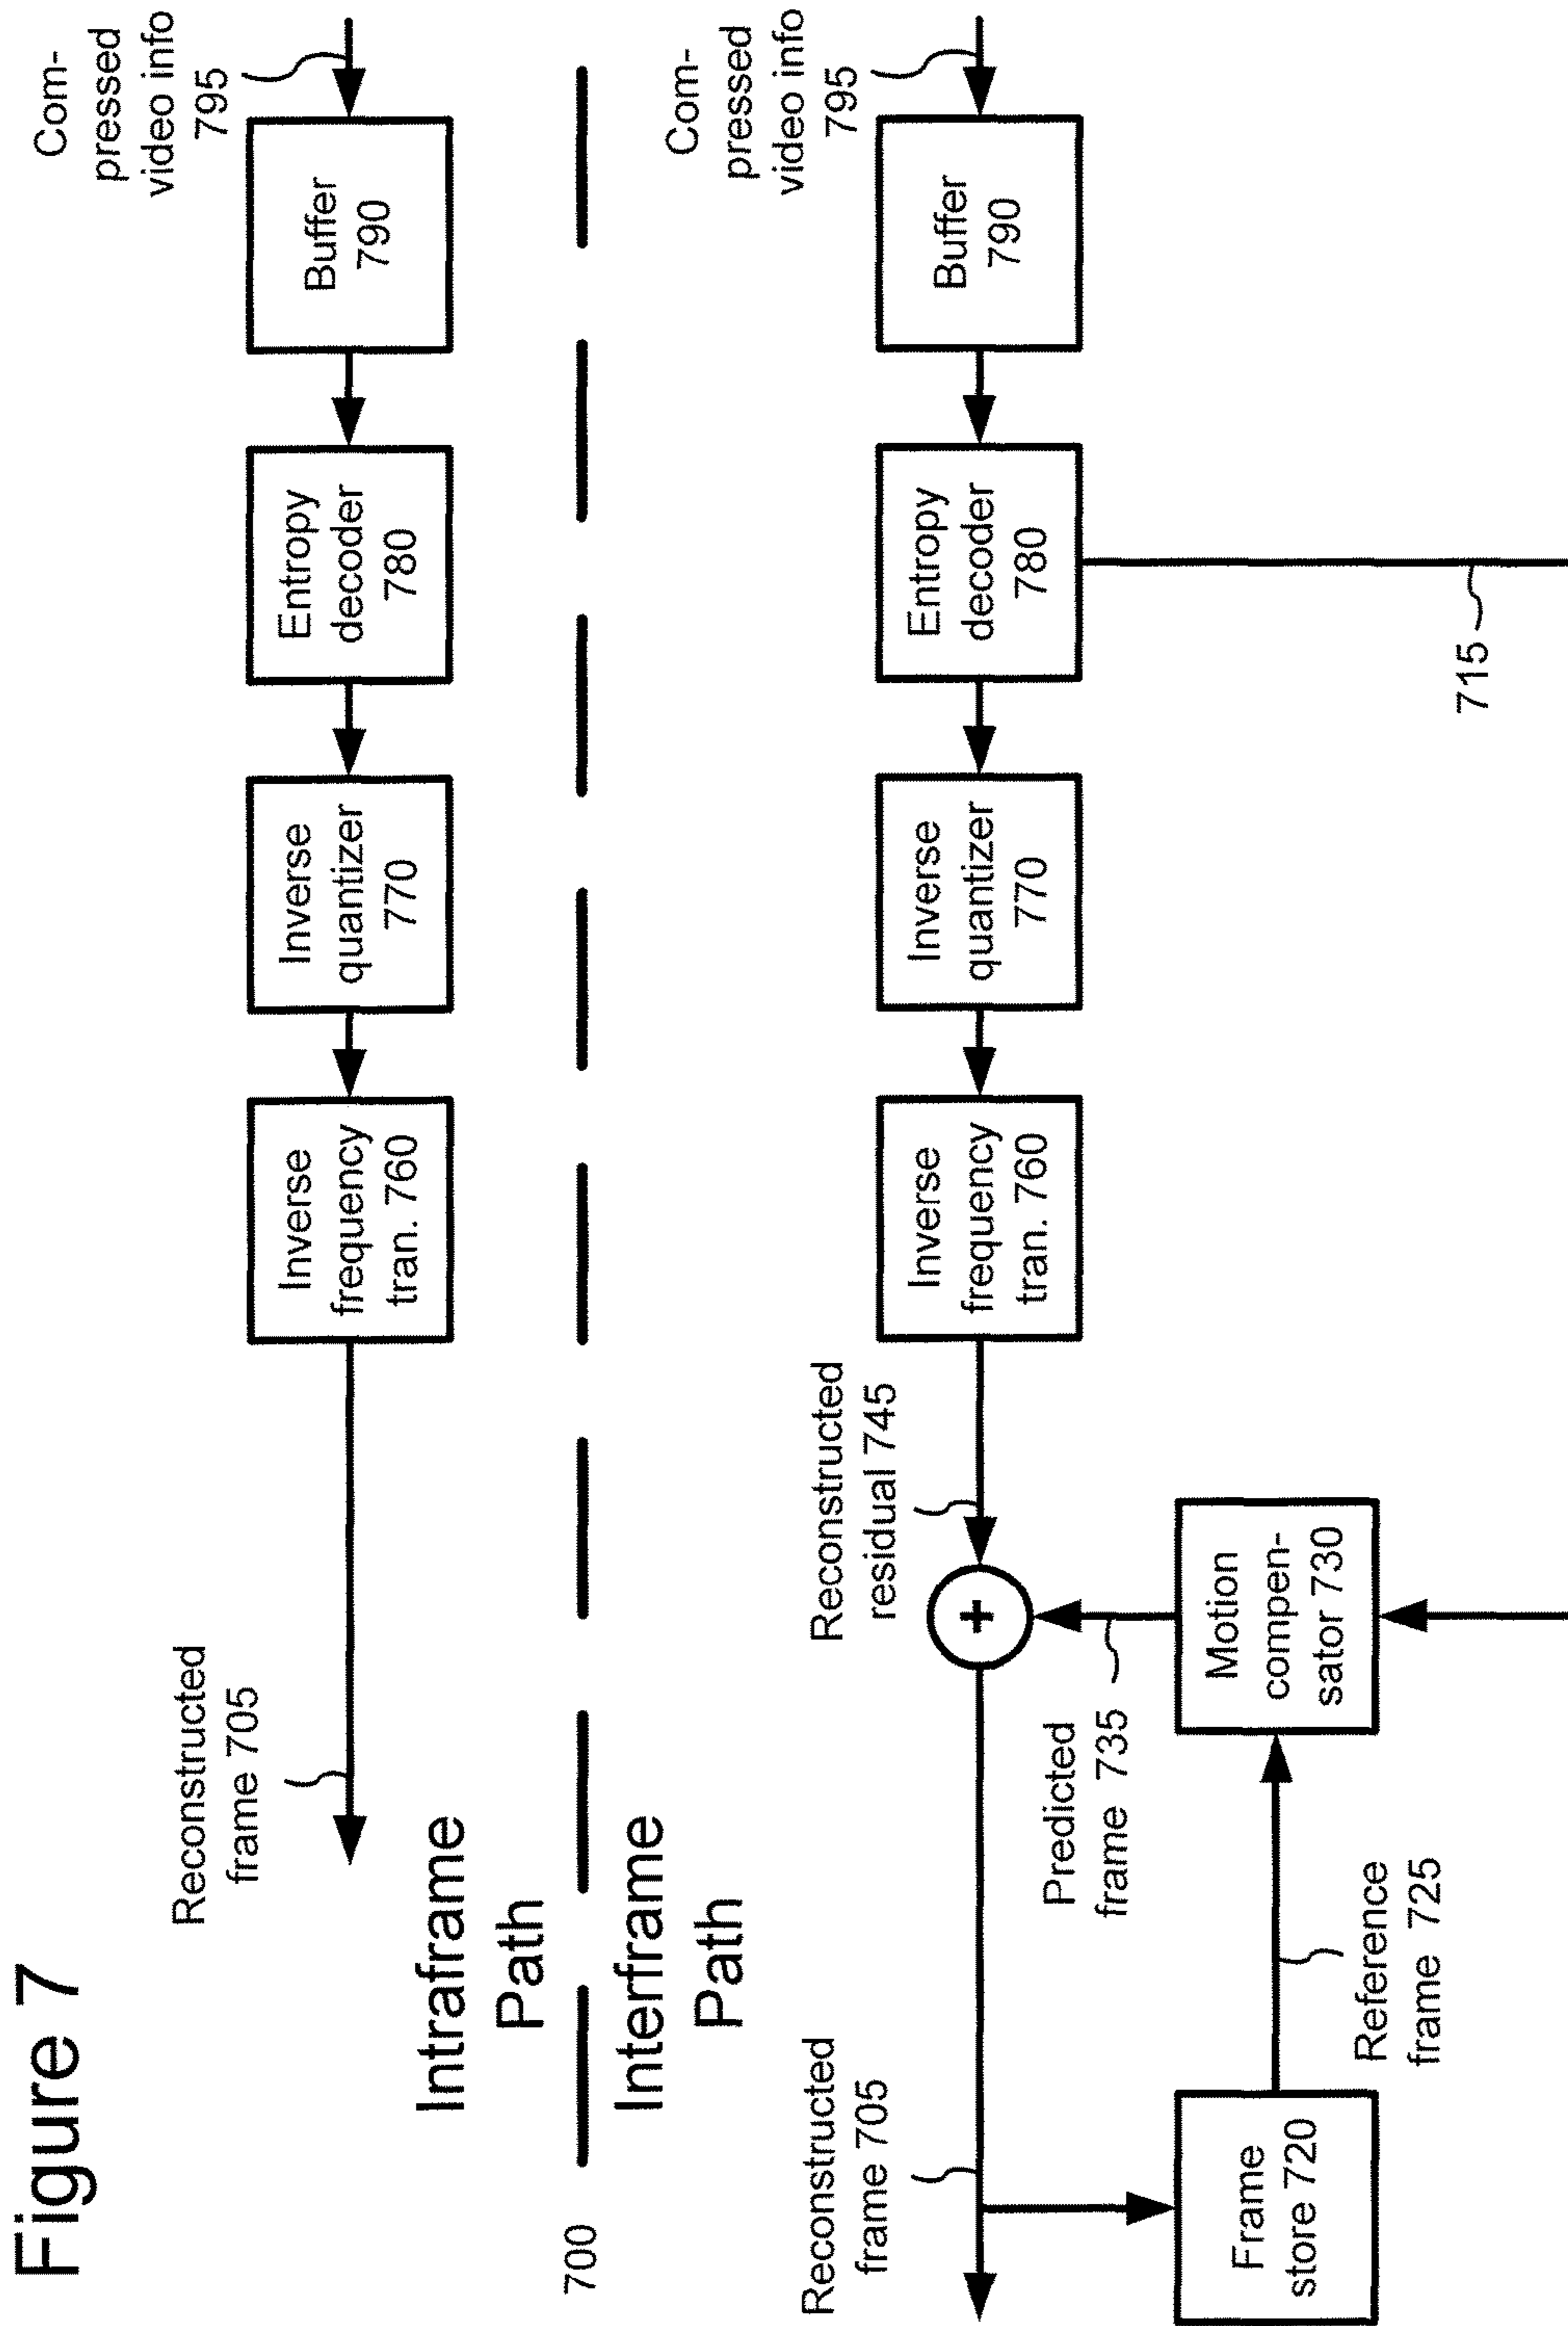 Figure 7
Reconstructed
frame 705
Inverse
frequency
tran. 760
Inverse
quantizer
770
Entropy
decoder
780
Buffer
790
Com-
pressed
video info
795
Intraframe
Path
700
Interframe
Path
Reconstructed
frame 705
Reconstructed
residual 745
+
Inverse
frequency
tran. 760
Inverse
quantizer
770
Entropy
decoder
780
Buffer
790
Com-
pressed
video info
795
Predicted
frame 735
Frame
store 720
Reference
frame 725
Motion
compen-
sator 730
715